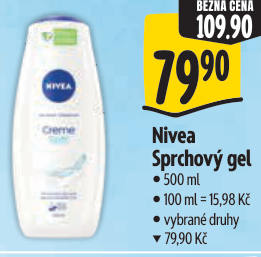 BĚŽNÁ CENA
109,90
79 90
NIVEA
Creme
Nivea
Sprchový gel
• 500 ml
• 100 ml = 15,98 Kč
• vybrané druhy
▼ 79,90 Kč